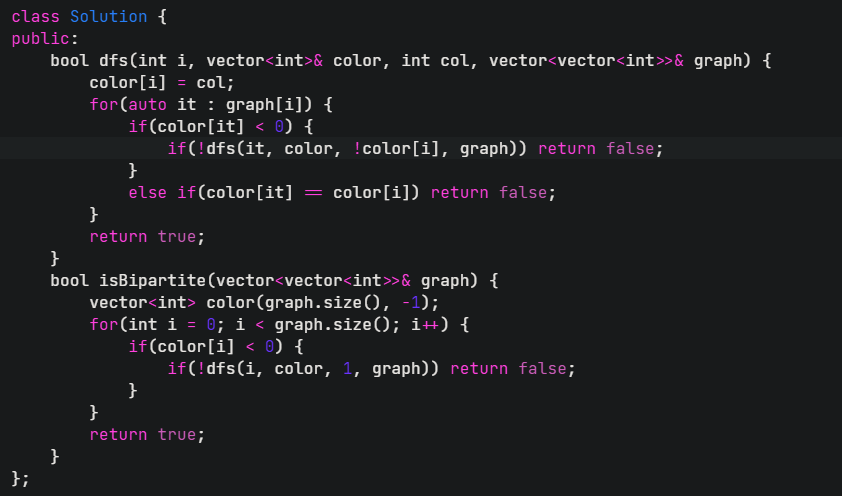 class Solution {
public:
    bool dfs(int i, vector<int>& color, int col, vector<vector<int>>& graph) {
        color[i] = col;
        for(auto it : graph[i]) {
            if(color[it] < 0) {
                if(!dfs(it, color, !color[i], graph)) return false;
            }
            else if(color[it] == color[i]) return false;
        }
        return true;
    }
    bool isBipartite(vector<vector<int>>& graph) {
        vector<int> color(graph.size(), -1);
        for(int i = 0; i < graph.size(); i++) {
            if(color[i] < 0) {
                if(!dfs(i, color, 1, graph)) return false;
            }
        }
        return true;
    }
};